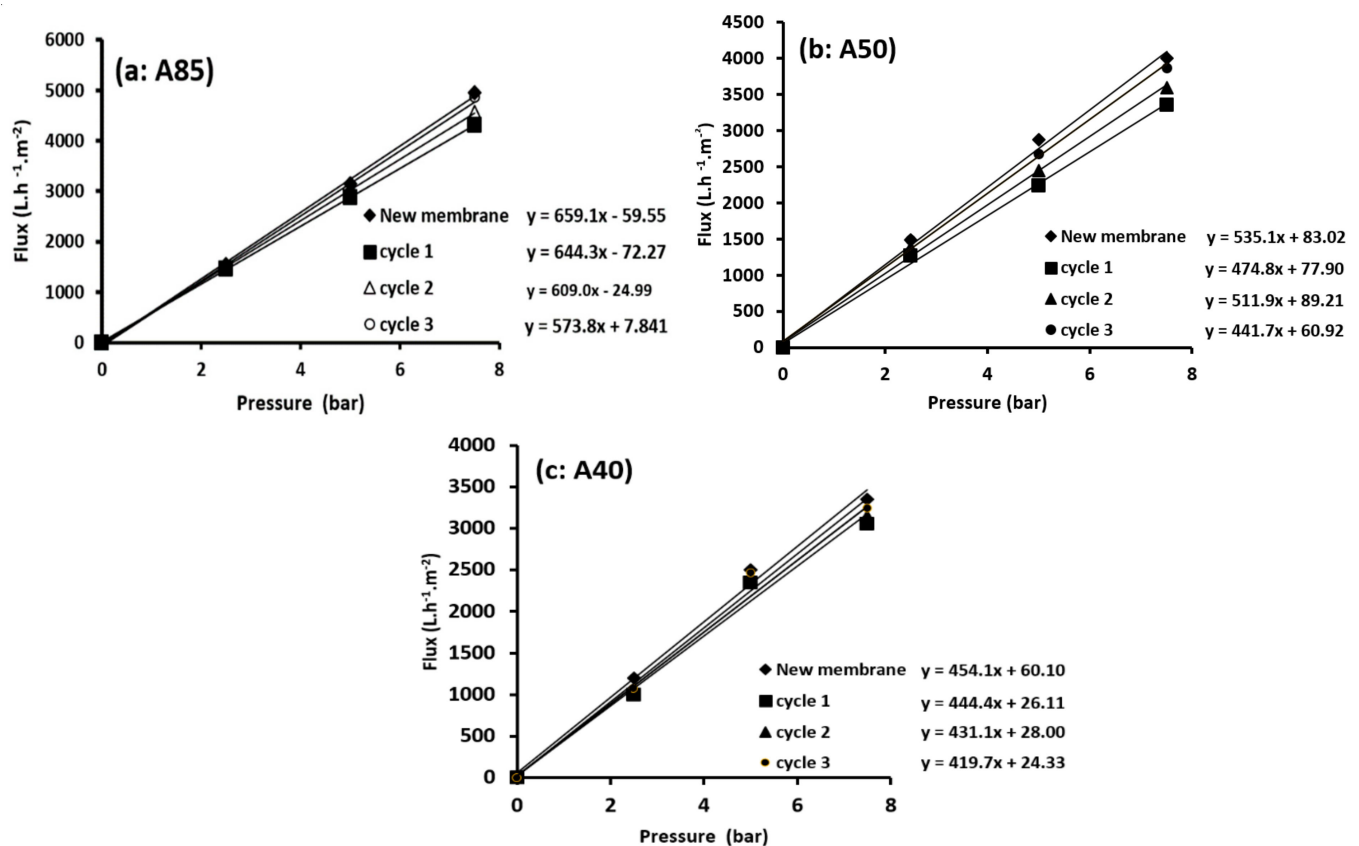 (a: A85)
Flux (L.h⁻¹.m⁻²)
6000
5000
4000
3000
2000
1000
0
New membrane y = 659.1x - 59.55
cycle 1 y = 644.3x - 72.27
cycle 2 y = 609.0x - 24.99
cycle 3 y = 573.8x + 7.841
0 2 4 6 8
Pressure (bar)
(b: A50)
Flux (L.h⁻¹.m⁻²)
4500
4000
3500
3000
2500
2000
1500
1000
500
0
New membrane y = 535.1x + 83.02
cycle 1 y = 474.8x + 77.90
cycle 2 y = 511.9x + 89.21
cycle 3 y = 441.7x + 60.92
0 2 4 6 8
Pressure (bar)
(c: A40)
Flux (L.h⁻¹.m⁻²)
4000
3500
3000
2500
2000
1500
1000
500
0
New membrane y = 454.1x + 60.10
cycle 1 y = 444.4x + 26.11
cycle 2 y = 431.1x + 28.00
cycle 3 y = 419.7x + 24.33
0 2 4 6 8
Pressure (bar)